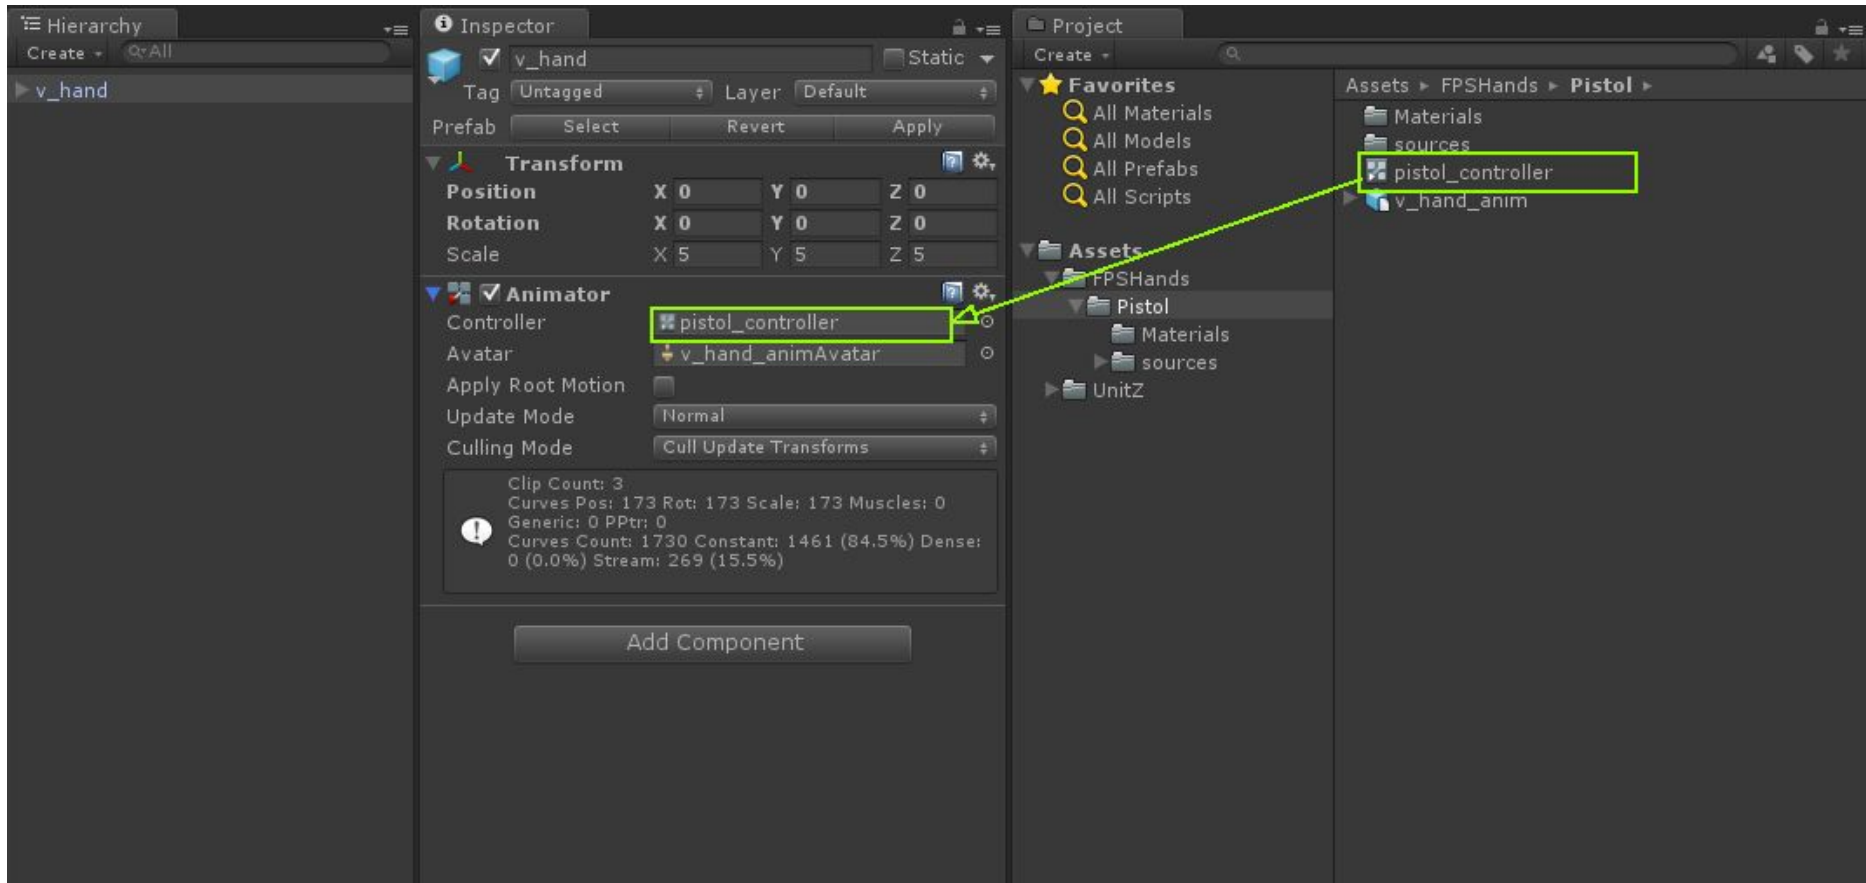 Hierarchy
Create All
v_hand
Inspector
v_hand Static
Tag Untagged Layer Default
Prefab Select Revert Apply
Transform
Position X 0 Y 0 Z 0
Rotation X 0 Y 0 Z 0
Scale X 5 Y 5 Z 5
Animator
Controller pistol_controller
Avatar v_hand_animAvatar
Apply Root Motion
Update Mode Normal
Culling Mode Cull Update Transforms
Clip Count: 3
Curves Pos: 173 Rot: 173 Scale: 173 Muscles: 0
Generic: 0 PPtr: 0
Curves Count: 1730 Constant: 1461 (84.5%) Dense:
0 (0.0%) Stream: 269 (15.5%)
Add Component
Project
Create
Favorites
All Materials
All Models
All Prefabs
All Scripts
Assets
FPSHands
Pistol
Materials
sources
UnitZ
Assets FPSHands Pistol
Materials
sources
pistol_controller
v_hand_anim